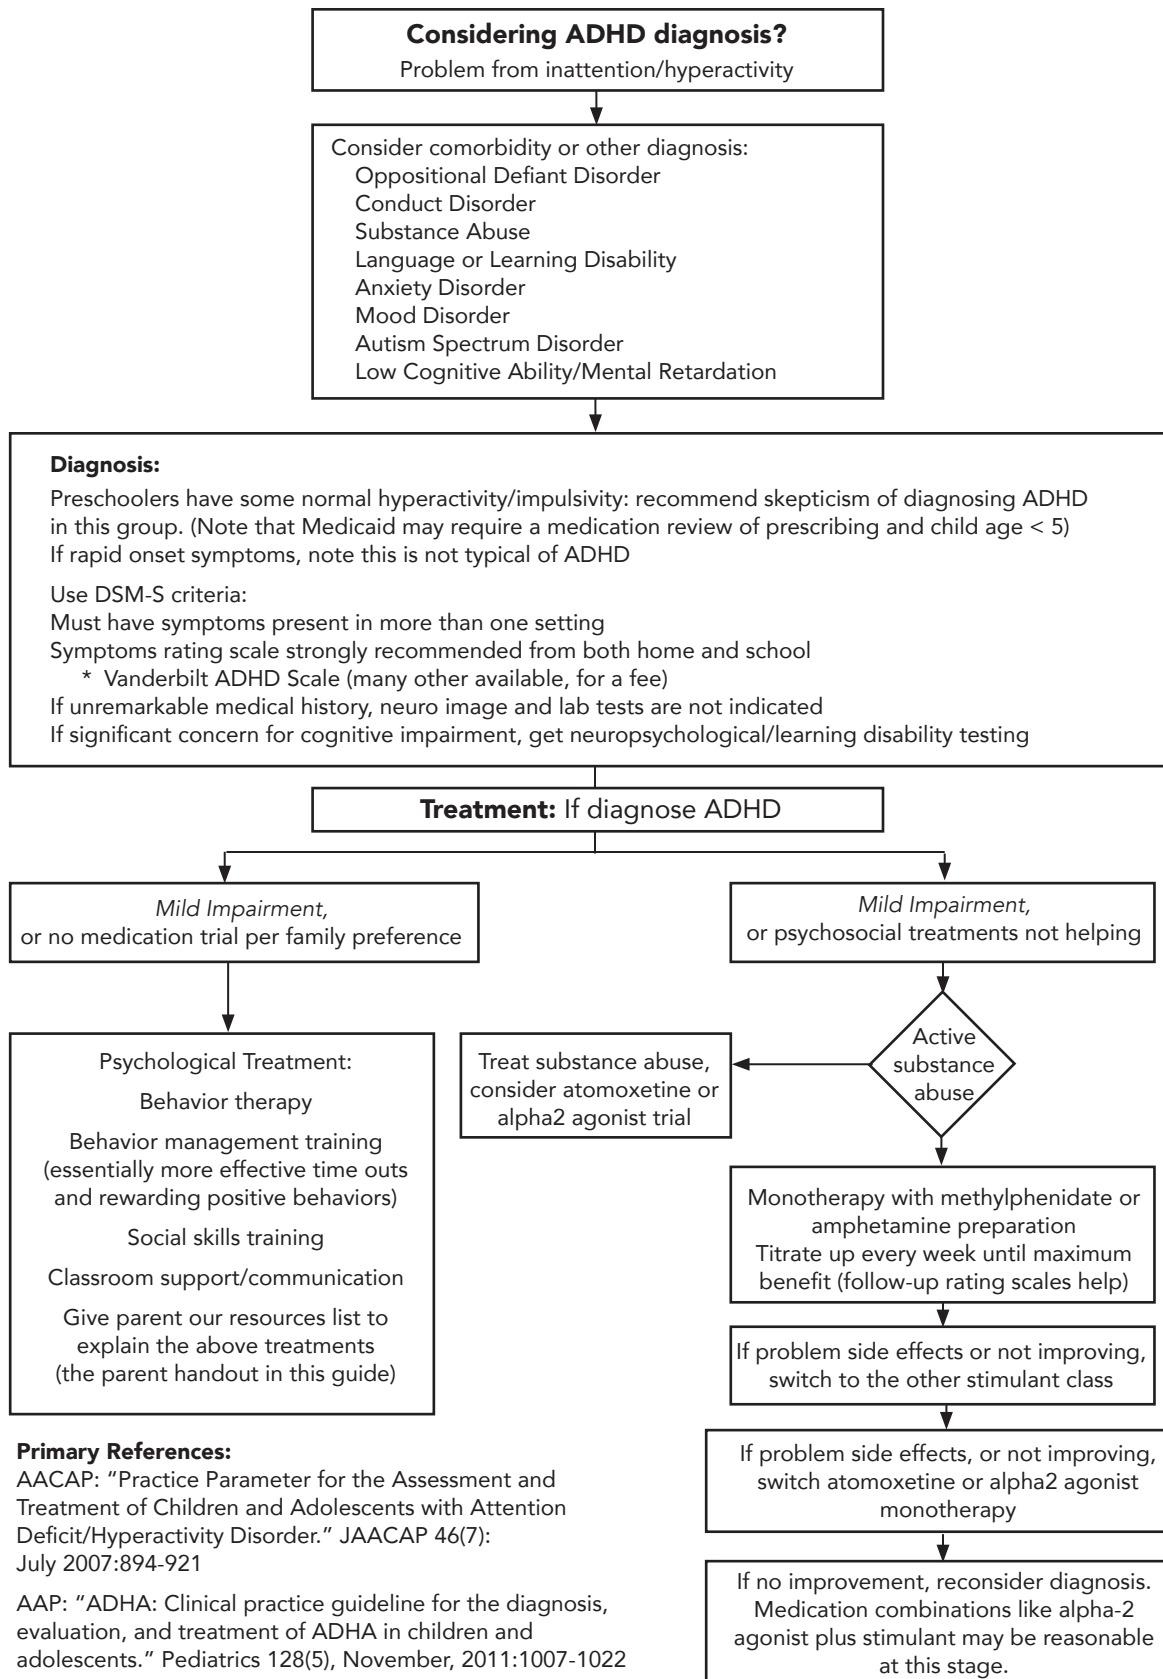 Considering ADHD diagnosis?
Problem from inattention/hyperactivity
Consider comorbidity or other diagnosis:
Oppositional Defiant Disorder
Conduct Disorder
Substance Abuse
Language or Learning Disability
Anxiety Disorder
Mood Disorder
Autism Spectrum Disorder
Low Cognitive Ability/Mental Retardation
Diagnosis:
Preschoolers have some normal hyperactivity/impulsivity: recommend skepticism of diagnosing ADHD
in this group. (Note that Medicaid may require a medication review of prescribing and child age < 5)
If rapid onset symptoms, note this is not typical of ADHD
Use DSM-S criteria:
Must have symptoms present in more than one setting
Symptoms rating scale strongly recommended from both home and school
* Vanderbilt ADHD Scale (many other available, for a fee)
If unremarkable medical history, neuro image and lab tests are not indicated
If significant concern for cognitive impairment, get neuropsychological/learning disability testing
Treatment: If diagnose ADHD
Mild Impairment,
or no medication trial per family preference
Psychological Treatment:
Behavior therapy
Behavior management training
(essentially more effective time outs
and rewarding positive behaviors)
Social skills training
Classroom support/communication
Give parent our resources list to
explain the above treatments
(the parent handout in this guide)
Mild Impairment,
or psychosocial treatments not helping
Active
substance
abuse
Treat substance abuse,
consider atomoxetine or
alpha2 agonist trial
Monotherapy with methylphenidate or
amphetamine preparation
Titrate up every week until maximum
benefit (follow-up rating scales help)
If problem side effects or not improving,
switch to the other stimulant class
If problem side effects, or not improving,
switch atomoxetine or alpha2 agonist
monotherapy
If no improvement, reconsider diagnosis.
Medication combinations like alpha-2
agonist plus stimulant may be reasonable
at this stage.
Primary References:
AACAP: “Practice Parameter for the Assessment and
Treatment of Children and Adolescents with Attention
Deficit/Hyperactivity Disorder.” JAACAP 46(7):
July 2007:894-921
AAP: “ADHA: Clinical practice guideline for the diagnosis,
evaluation, and treatment of ADHA in children and
adolescents.” Pediatrics 128(5), November, 2011:1007-1022